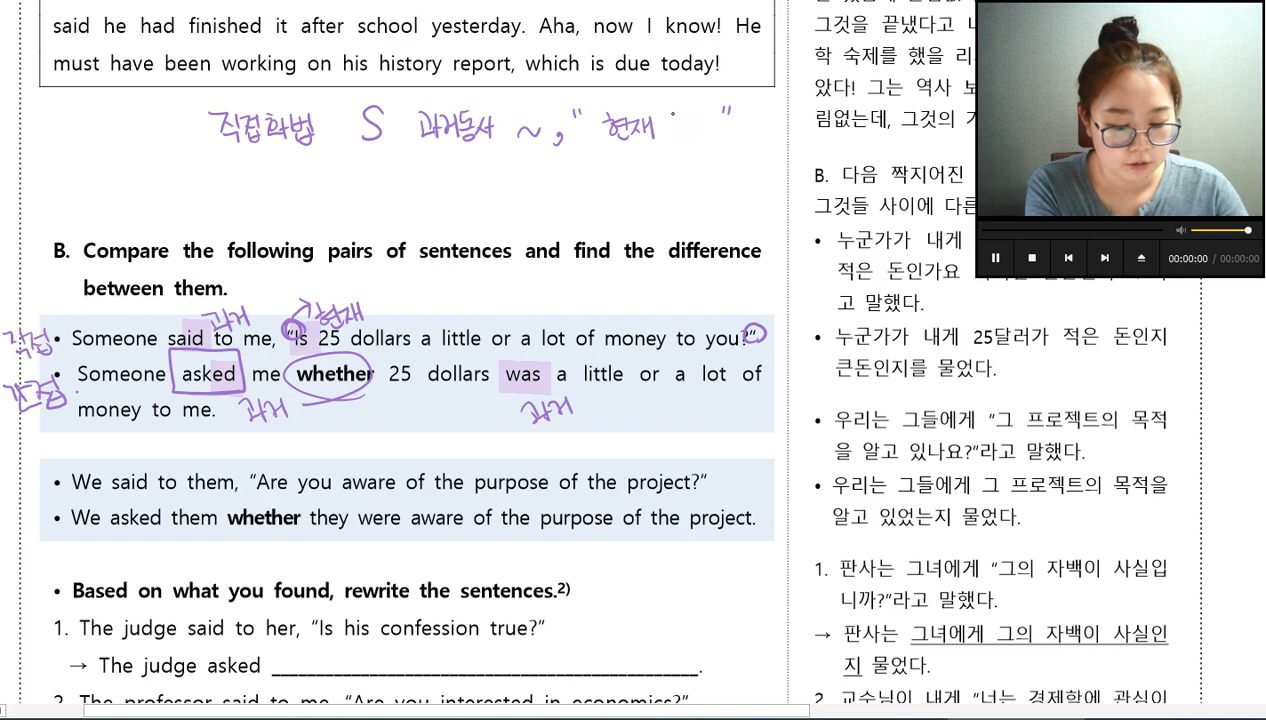 said he had finished it after school yesterday. Aha, now I know! He
must have been working on his history report, which is due today!
직접화법 S 과거동사 ~ , " 현재 "
B. Compare the following pairs of sentences and find the difference
between them.
과거 현재
직접 • Someone said to me, “Is 25 dollars a little or a lot of money to you?”
간접 • Someone asked me whether 25 dollars was a little or a lot of
money to me. 과거 과거
• We said to them, “Are you aware of the purpose of the project?”
• We asked them whether they were aware of the purpose of the project.
• Based on what you found, rewrite the sentences.2)
1. The judge said to her, “Is his confession true?”
→ The judge asked ______________________________.
2. The professor said to me, “Are you interested in economics?”
그것을 끝냈다고
학 숙제를 했을 리
았다! 그는 역사 보
림없는데, 그것의
B. 다음 짝지어진
그것들 사이에 다른
• 누군가가 내게
적은 돈인가요
고 말했다.
• 누군가가 내게 25달러가 적은 돈인지
큰돈인지를 물었다.
• 우리는 그들에게 “그 프로젝트의 목적
을 알고 있나요?”라고 말했다.
• 우리는 그들에게 그 프로젝트의 목적을
알고 있었는지 물었다.
1. 판사는 그녀에게 “그의 자백이 사실입
니까?”라고 말했다.
→ 판사는 그녀에게 그의 자백이 사실인
지 물었다.
2. 교수님이 내게 “너는 경제학에 관심이
00:00:00 / 00:00:00